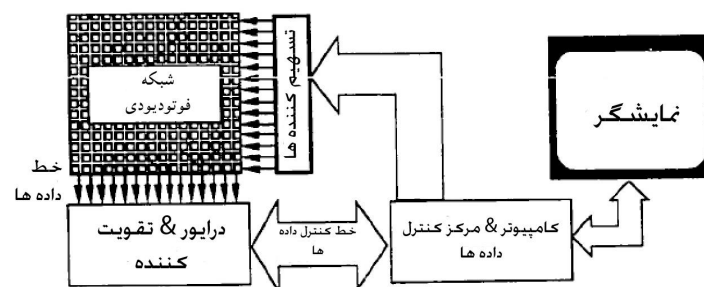 شبکه
فوتودیودی
تسهیم کننده ها
نمایشگر
خط
داده ها
درایور & تقویت
کننده
خط کنترل داده
ها
کامپیوتر & مرکز کنترل
داده ها